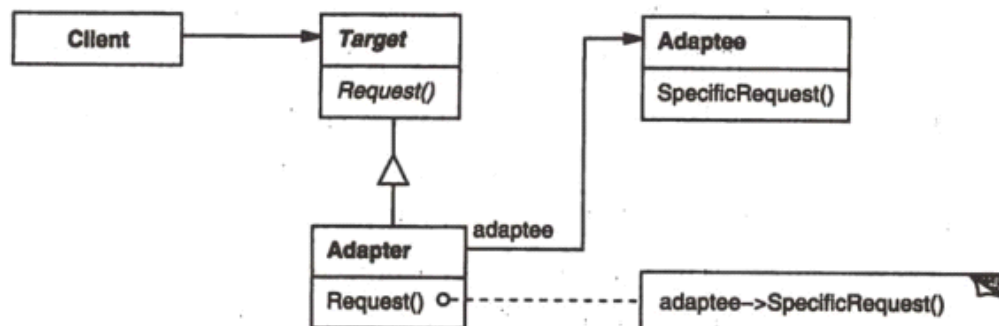 Client
Target
Request()
Adaptee
SpecificRequest()
adaptee
Adapter
Request()
adaptee->SpecificRequest()